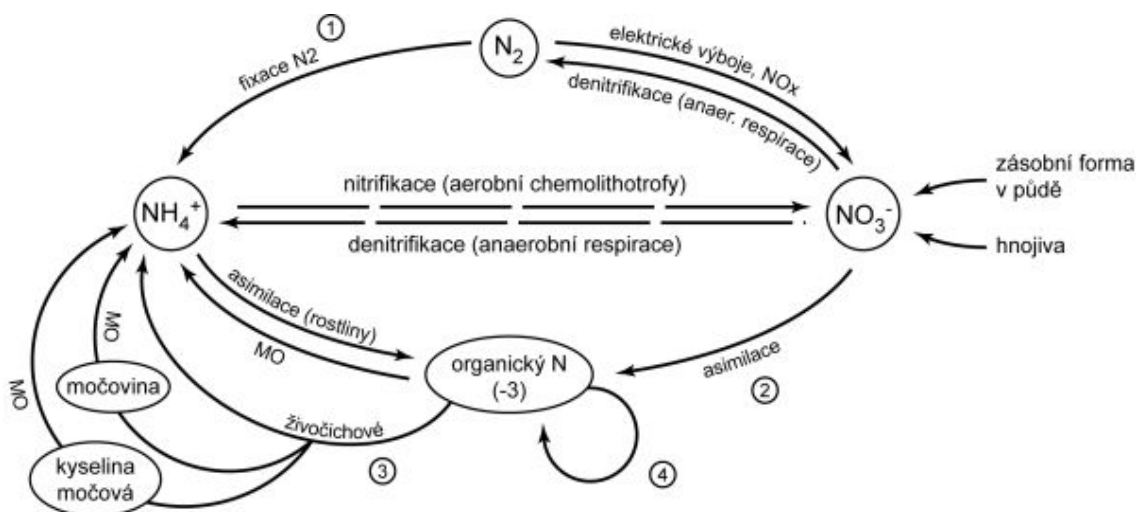 ①
N₂
elektrické výboje, NOx
fixace N2
denitrifikace (anaer. respirace)
zásobní forma
v půdě
nitrifikace (aerobní chemolithotrofy)
NH₄⁺
NO₃⁻
denitrifikace (anaerobní respirace)
hnojiva
asimilace (rostliny)
MO
MO
MO
organický N
(-3)
asimilace
②
močovina
živočichové
③
④
kyselina
močová